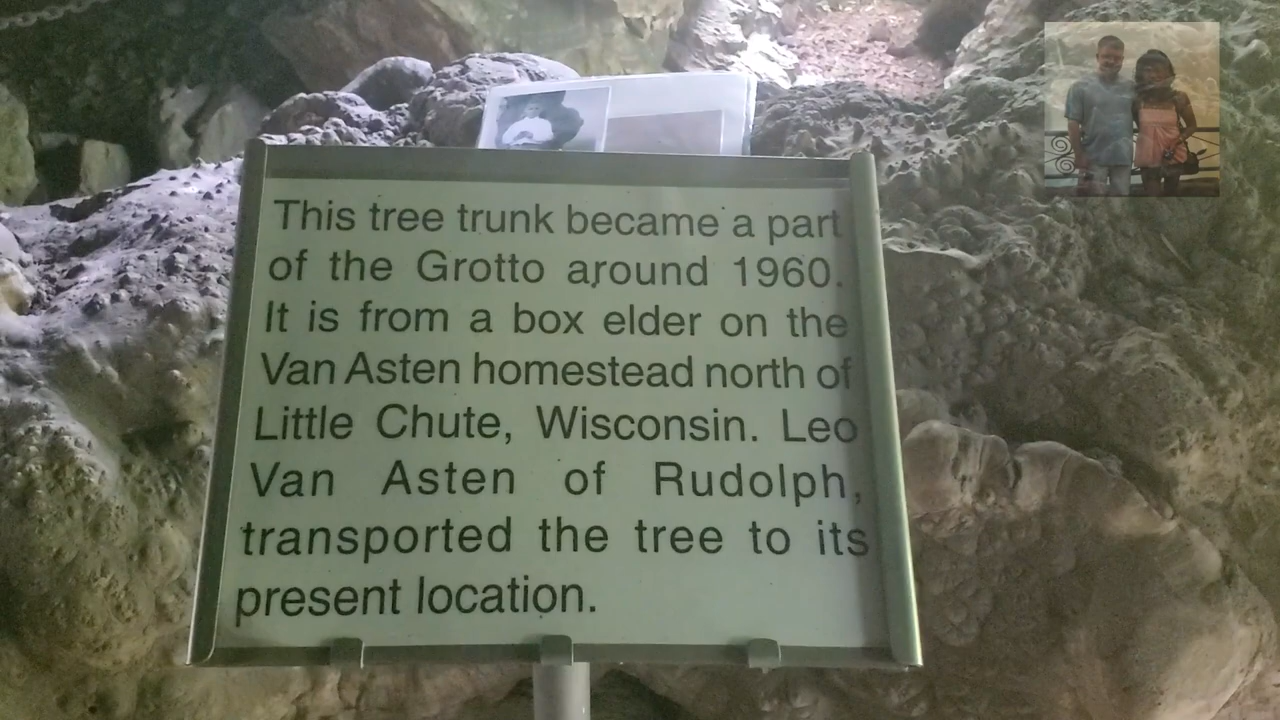 This tree trunk became a part
of the Grotto around 1960.
It is from a box elder on the
Van Asten homestead north of
Little Chute, Wisconsin. Leo
Van Asten of Rudolph,
transported the tree to its
present location.